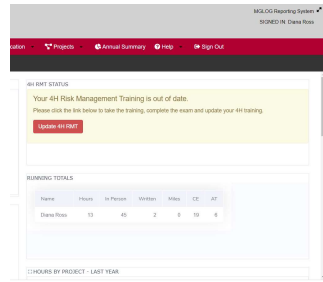 MGLOG Reporting System
SIGNED IN: Diana Ross
cation Projects Annual Summary Help Sign Out
4H RMT STATUS
Your 4H Risk Management Training is out of date.
Please click the link below to take the training, complete the exam and update your 4H training.
Update 4H RMT
RUNNING TOTALS
Name Hours In Person Written Miles CE AT
Diana Ross 13 45 2 0 19 6
HOURS BY PROJECT - LAST YEAR